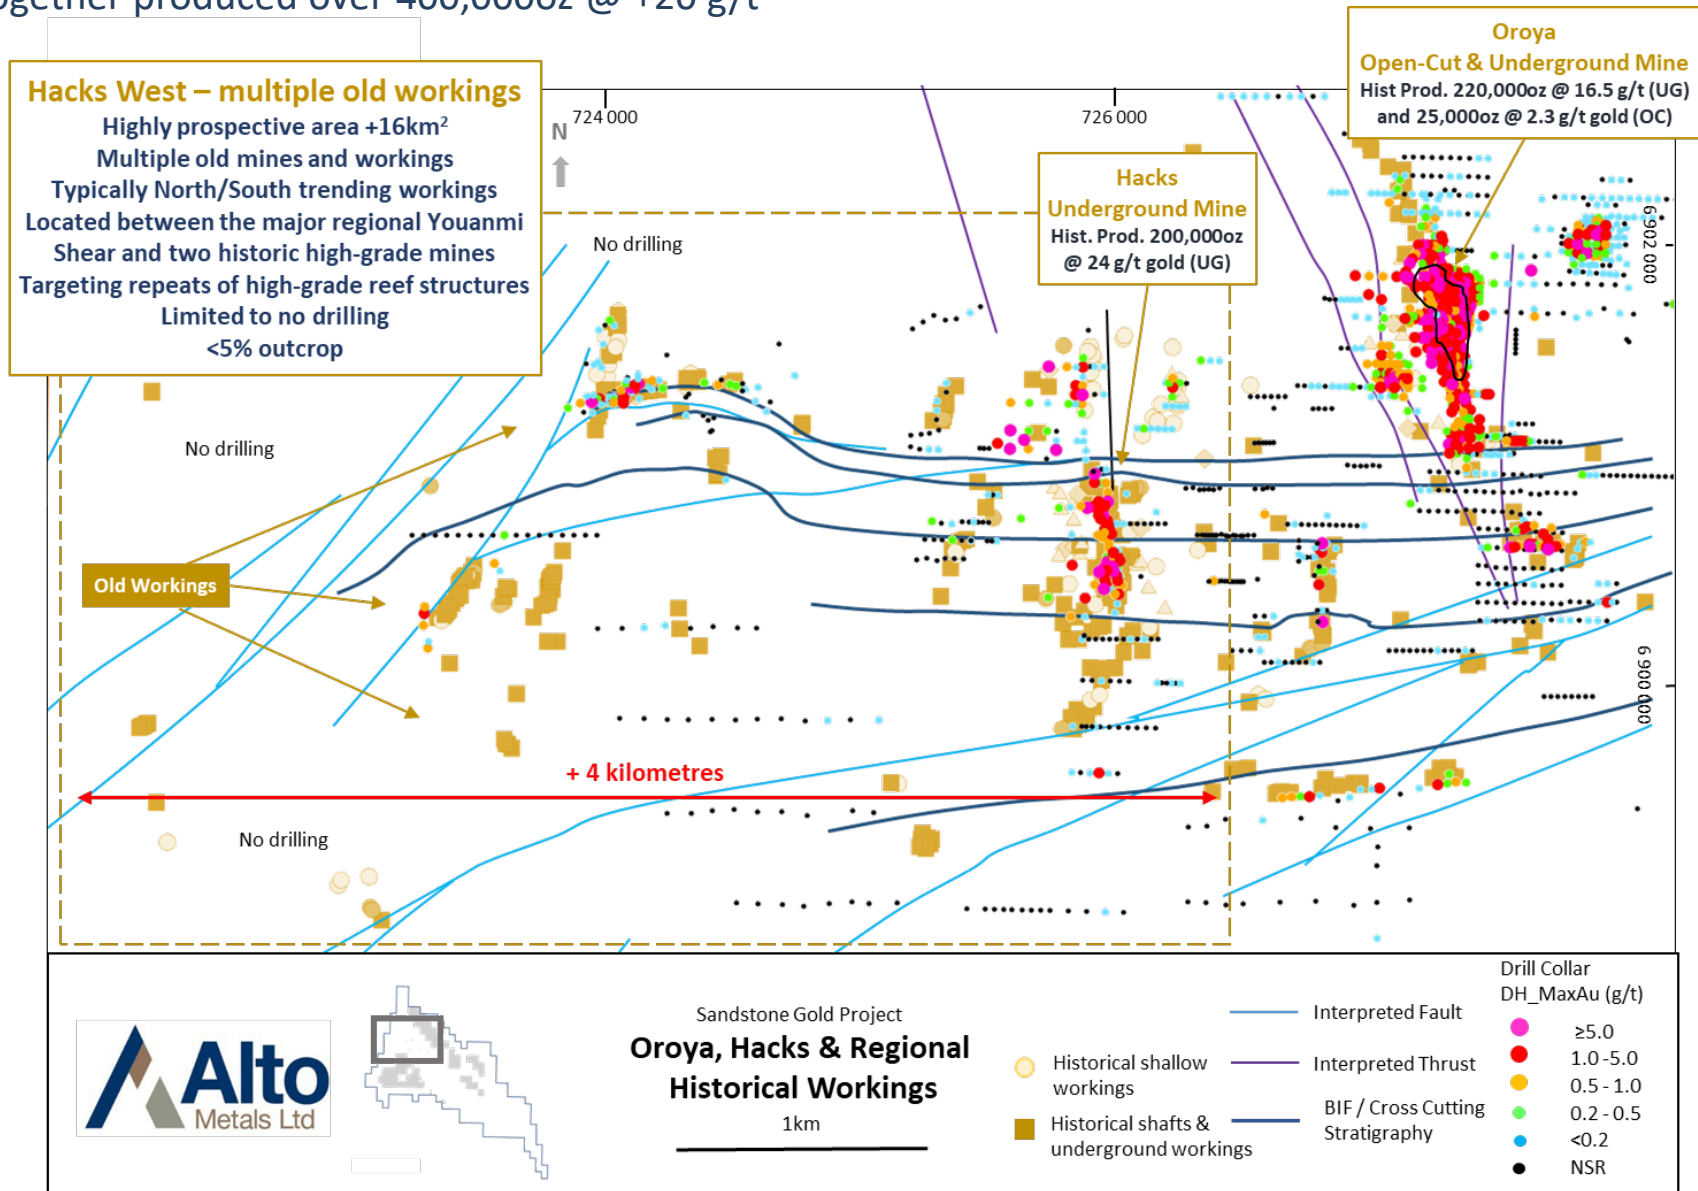 together produced over 400,000oz @ +20 g/t
Hacks West – multiple old workings
Highly prospective area +16km²
Multiple old mines and workings
Typically North/South trending workings
Located between the major regional Youanmi
Shear and two historic high-grade mines
Targeting repeats of high-grade reef structures
Limited to no drilling
<5% outcrop
724 000
726 000
N
Oroya
Open-Cut & Underground Mine
Hist Prod. 220,000oz @ 16.5 g/t (UG)
and 25,000oz @ 2.3 g/t gold (OC)
Hacks
Underground Mine
Hist. Prod. 200,000oz
@ 24 g/t gold (UG)
6 902 000
No drilling
No drilling
Old Workings
6 900 000
+ 4 kilometres
No drilling
Alto
Metals Ltd
Sandstone Gold Project
Oroya, Hacks & Regional
Historical Workings
1km
Historical shallow
workings
Historical shafts &
underground workings
Interpreted Fault
Interpreted Thrust
BIF / Cross Cutting
Stratigraphy
Drill Collar
DH_MaxAu (g/t)
≥5.0
1.0 -5.0
0.5 - 1.0
0.2 - 0.5
<0.2
NSR